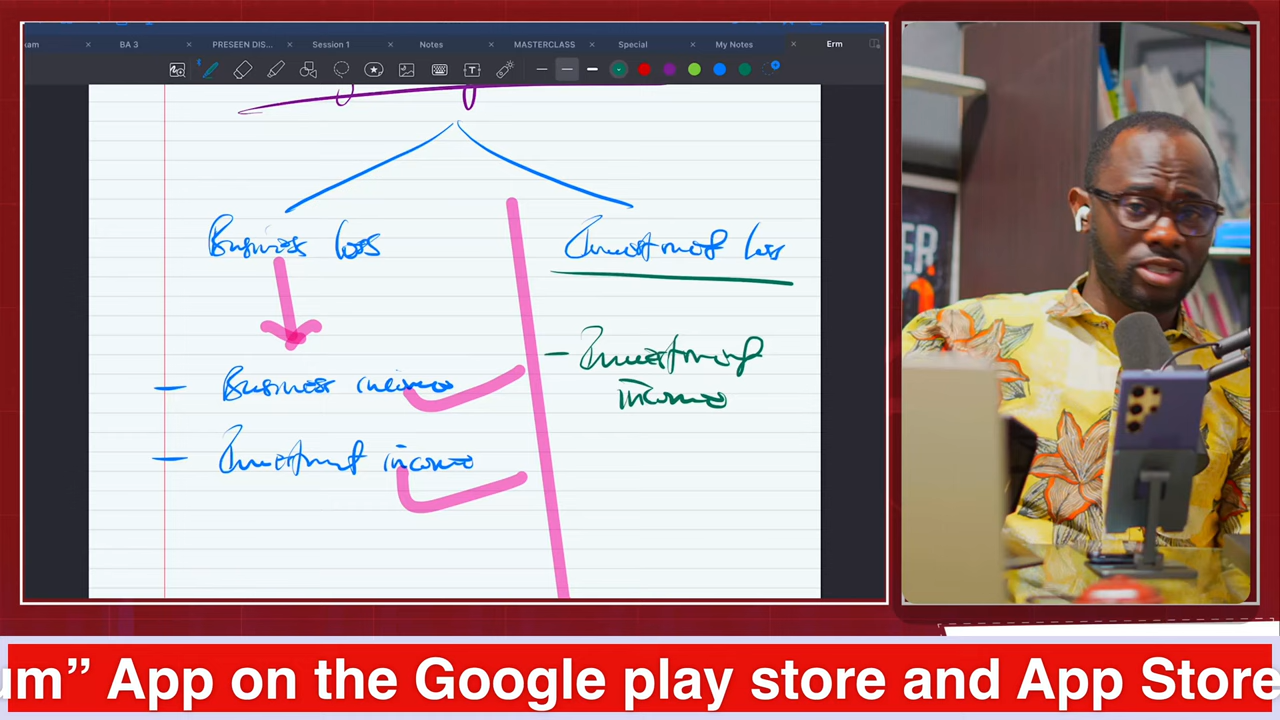 am
BA 3
PRESEEN DIS...
Session 1
Notes
MASTERCLASS
Special
My Notes
Erm
Business loss
Investment loss
- Investment
income
- Business income
- Investment income
um” App on the Google play store and App Store